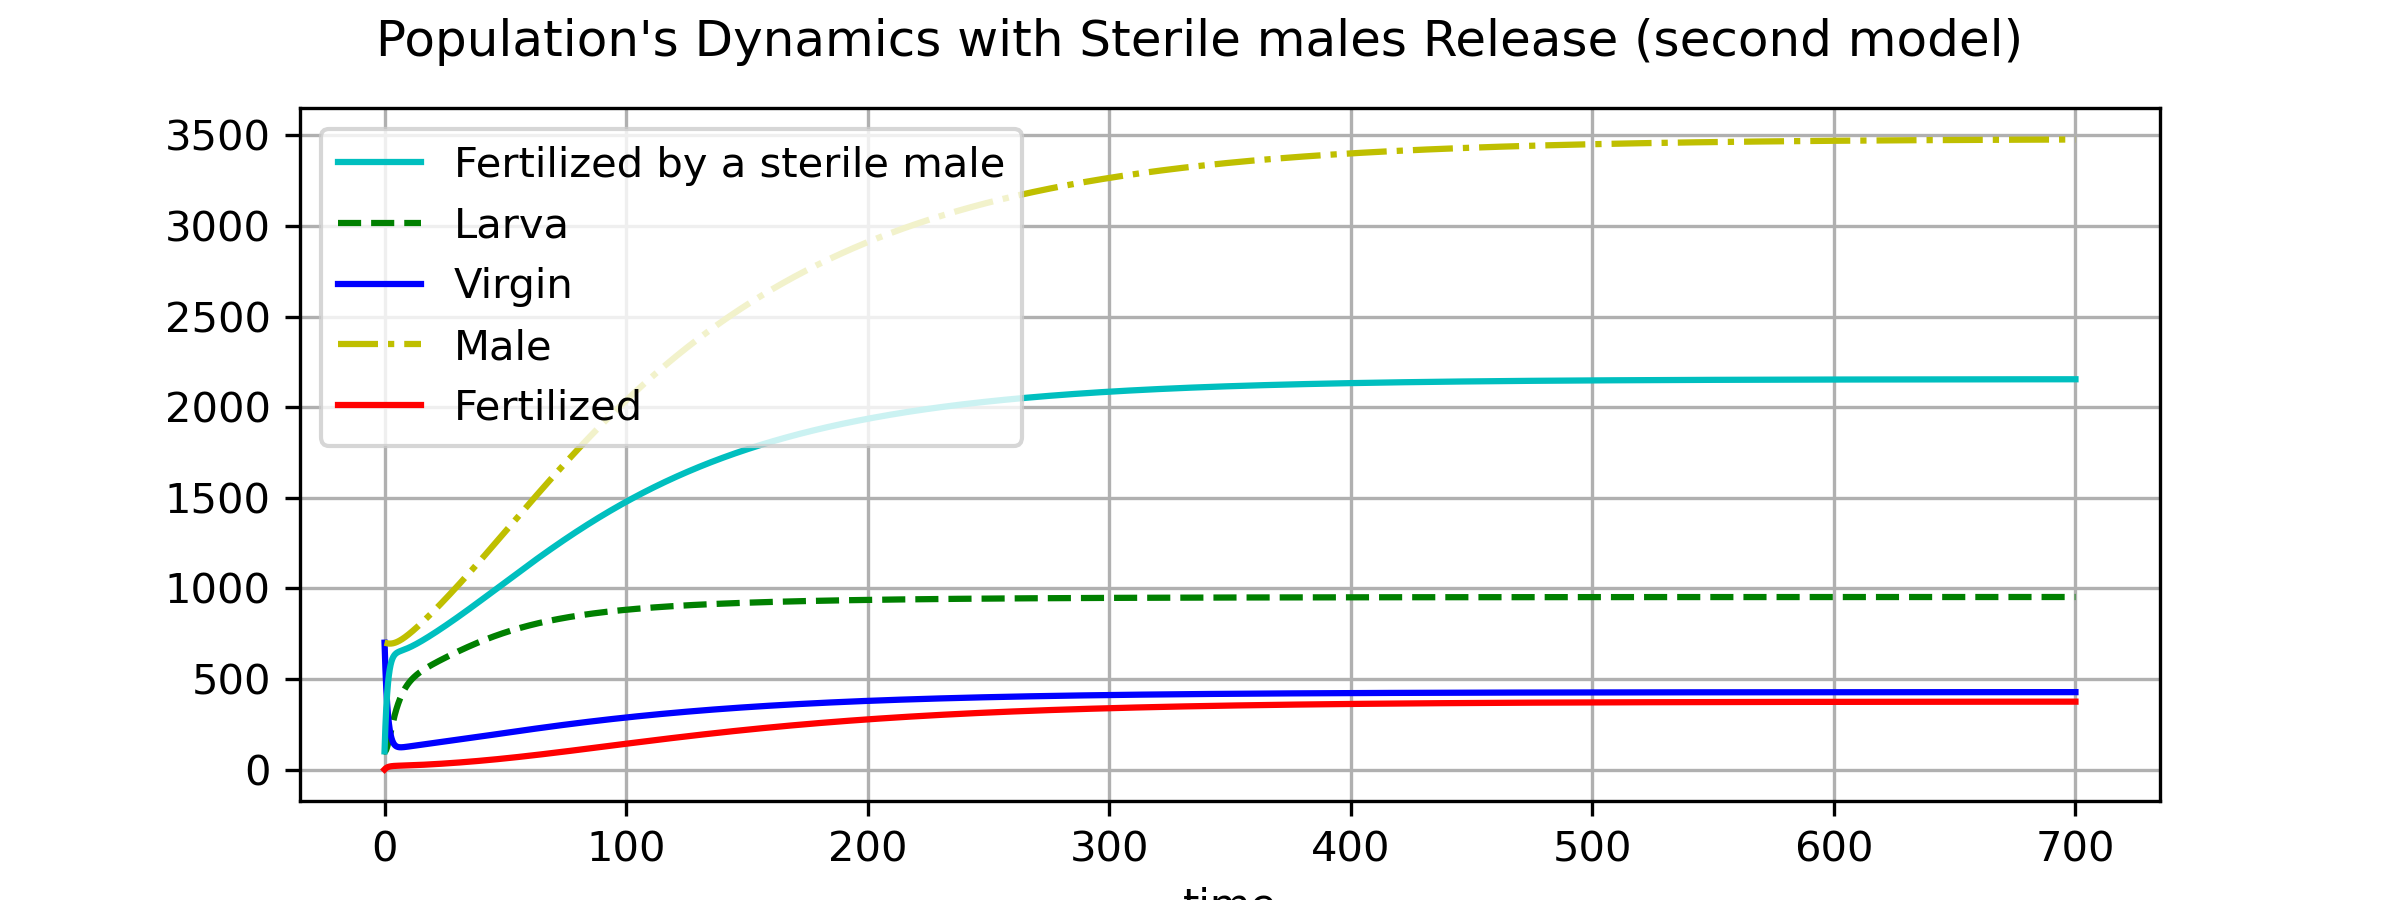 Population's Dynamics with Sterile males Release (second model)
3500
3000
2500
2000
1500
1000
500
0
Fertilized by a sterile male
Larva
Virgin
Male
Fertilized
0 100 200 300 400 500 600 700
time